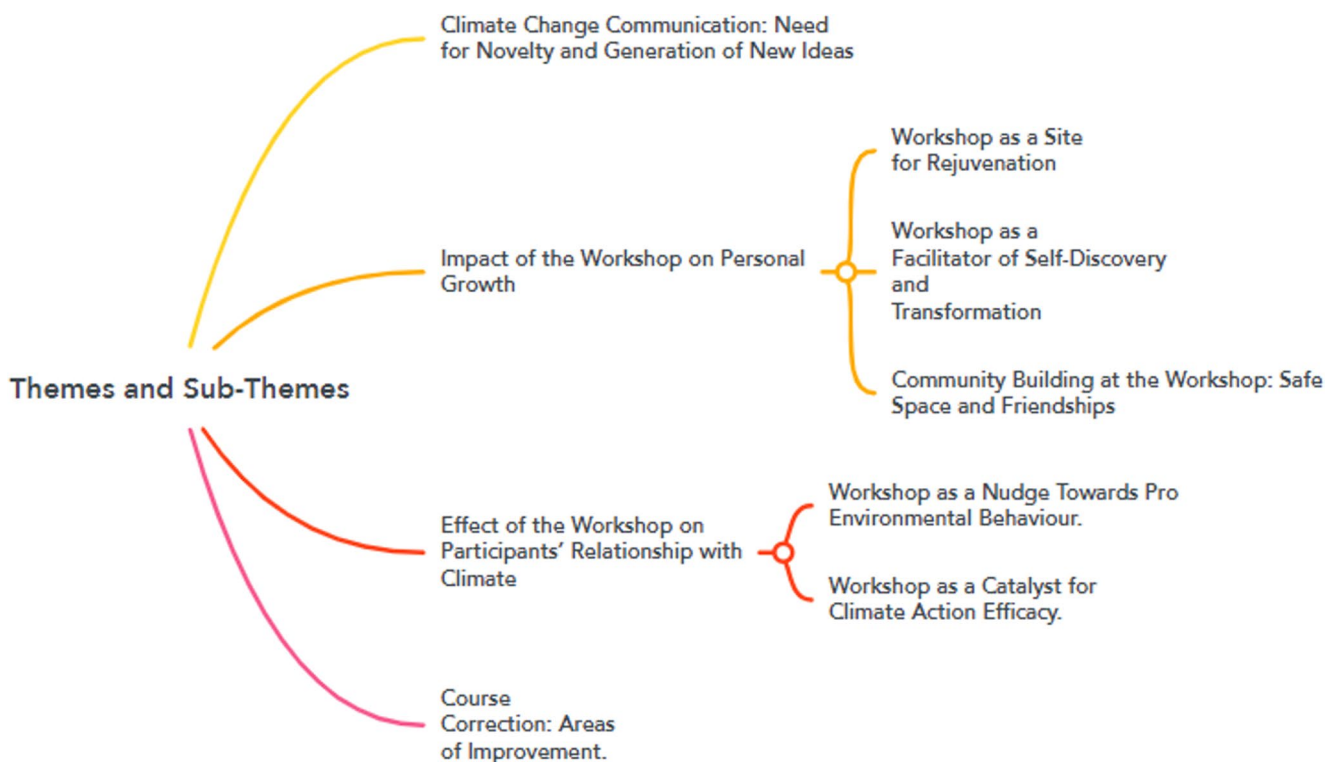 Climate Change Communication: Need
for Novelty and Generation of New Ideas
Workshop as a Site
for Rejuvenation
Workshop as a
Facilitator of Self-Discovery
and
Transformation
Impact of the Workshop on Personal
Growth
Community Building at the Workshop: Safe
Space and Friendships
Themes and Sub-Themes
Workshop as a Nudge Towards Pro
Environmental Behaviour.
Effect of the Workshop on
Participants’ Relationship with
Climate
Workshop as a Catalyst for
Climate Action Efficacy.
Course
Correction: Areas
of Improvement.